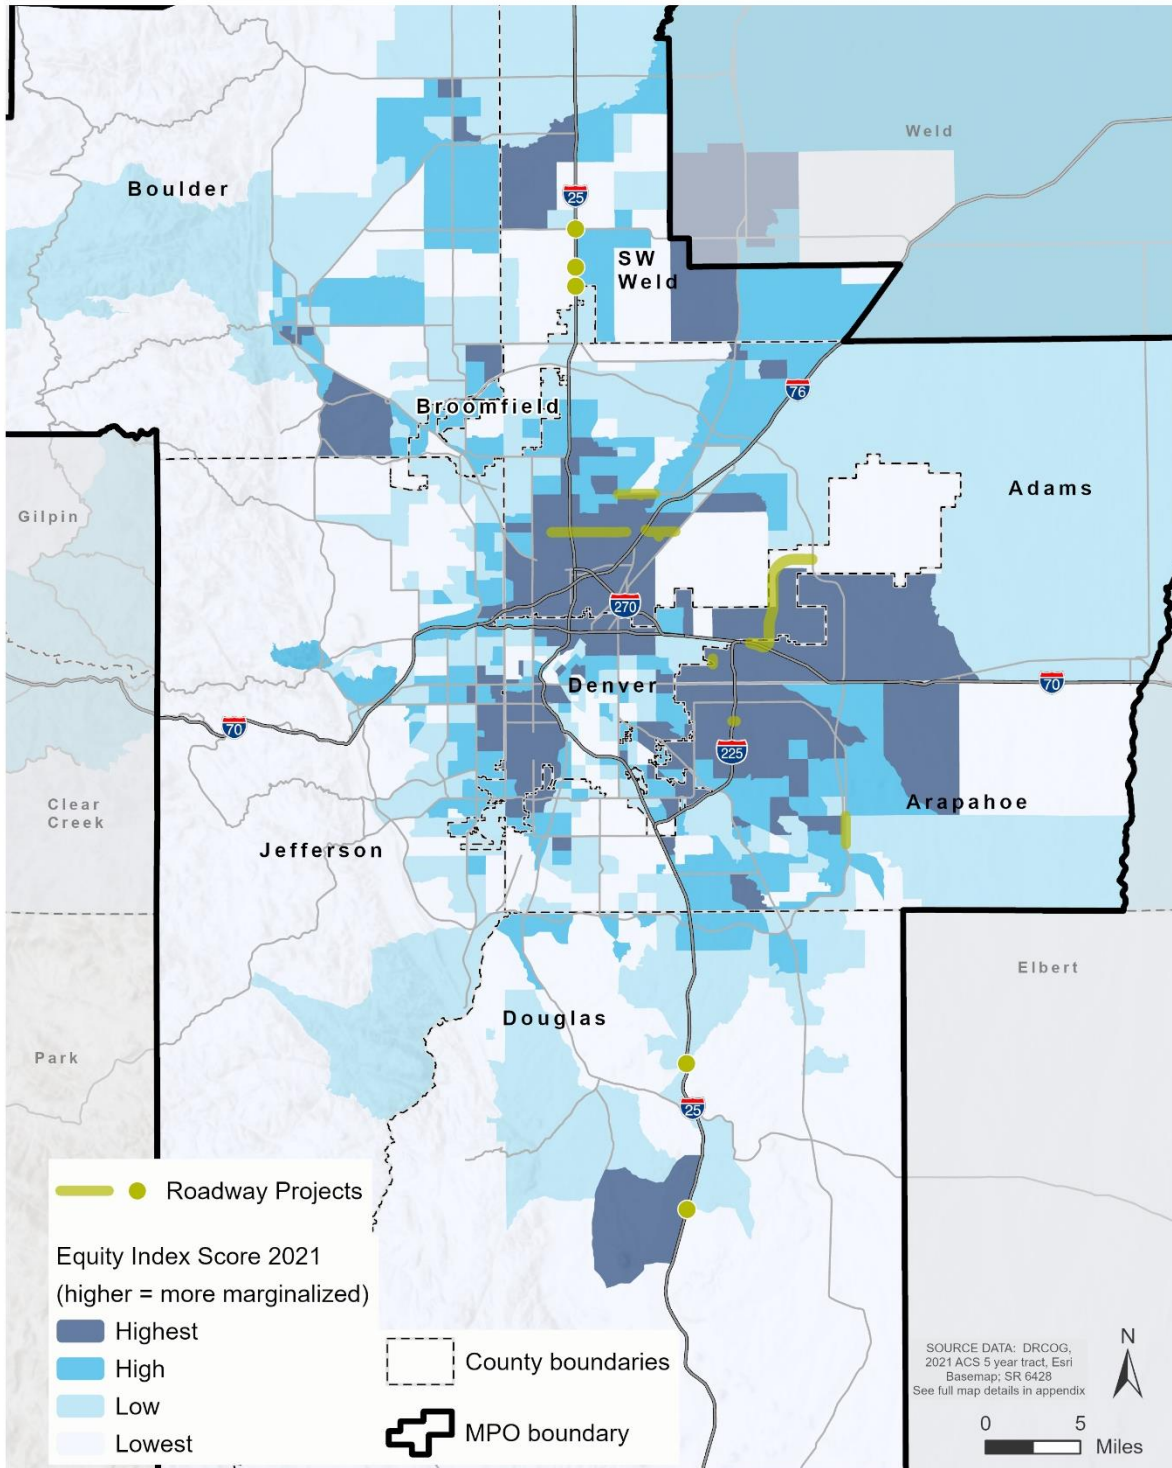 Weld
Boulder
25
SW
Weld
76
Broomfield
Adams
Gilpin
270
Denver
70
70
225
Clear
Creek
Arapahoe
Jefferson
Elbert
Douglas
Park
25
Roadway Projects
Equity Index Score 2021
(higher = more marginalized)
Highest
High
Low
Lowest
County boundaries
MPO boundary
SOURCE DATA: DRCOG,
2021 ACS 5 year tract, Esri
Basemap; SR 6428
See full map details in appendix
N
0 5
Miles